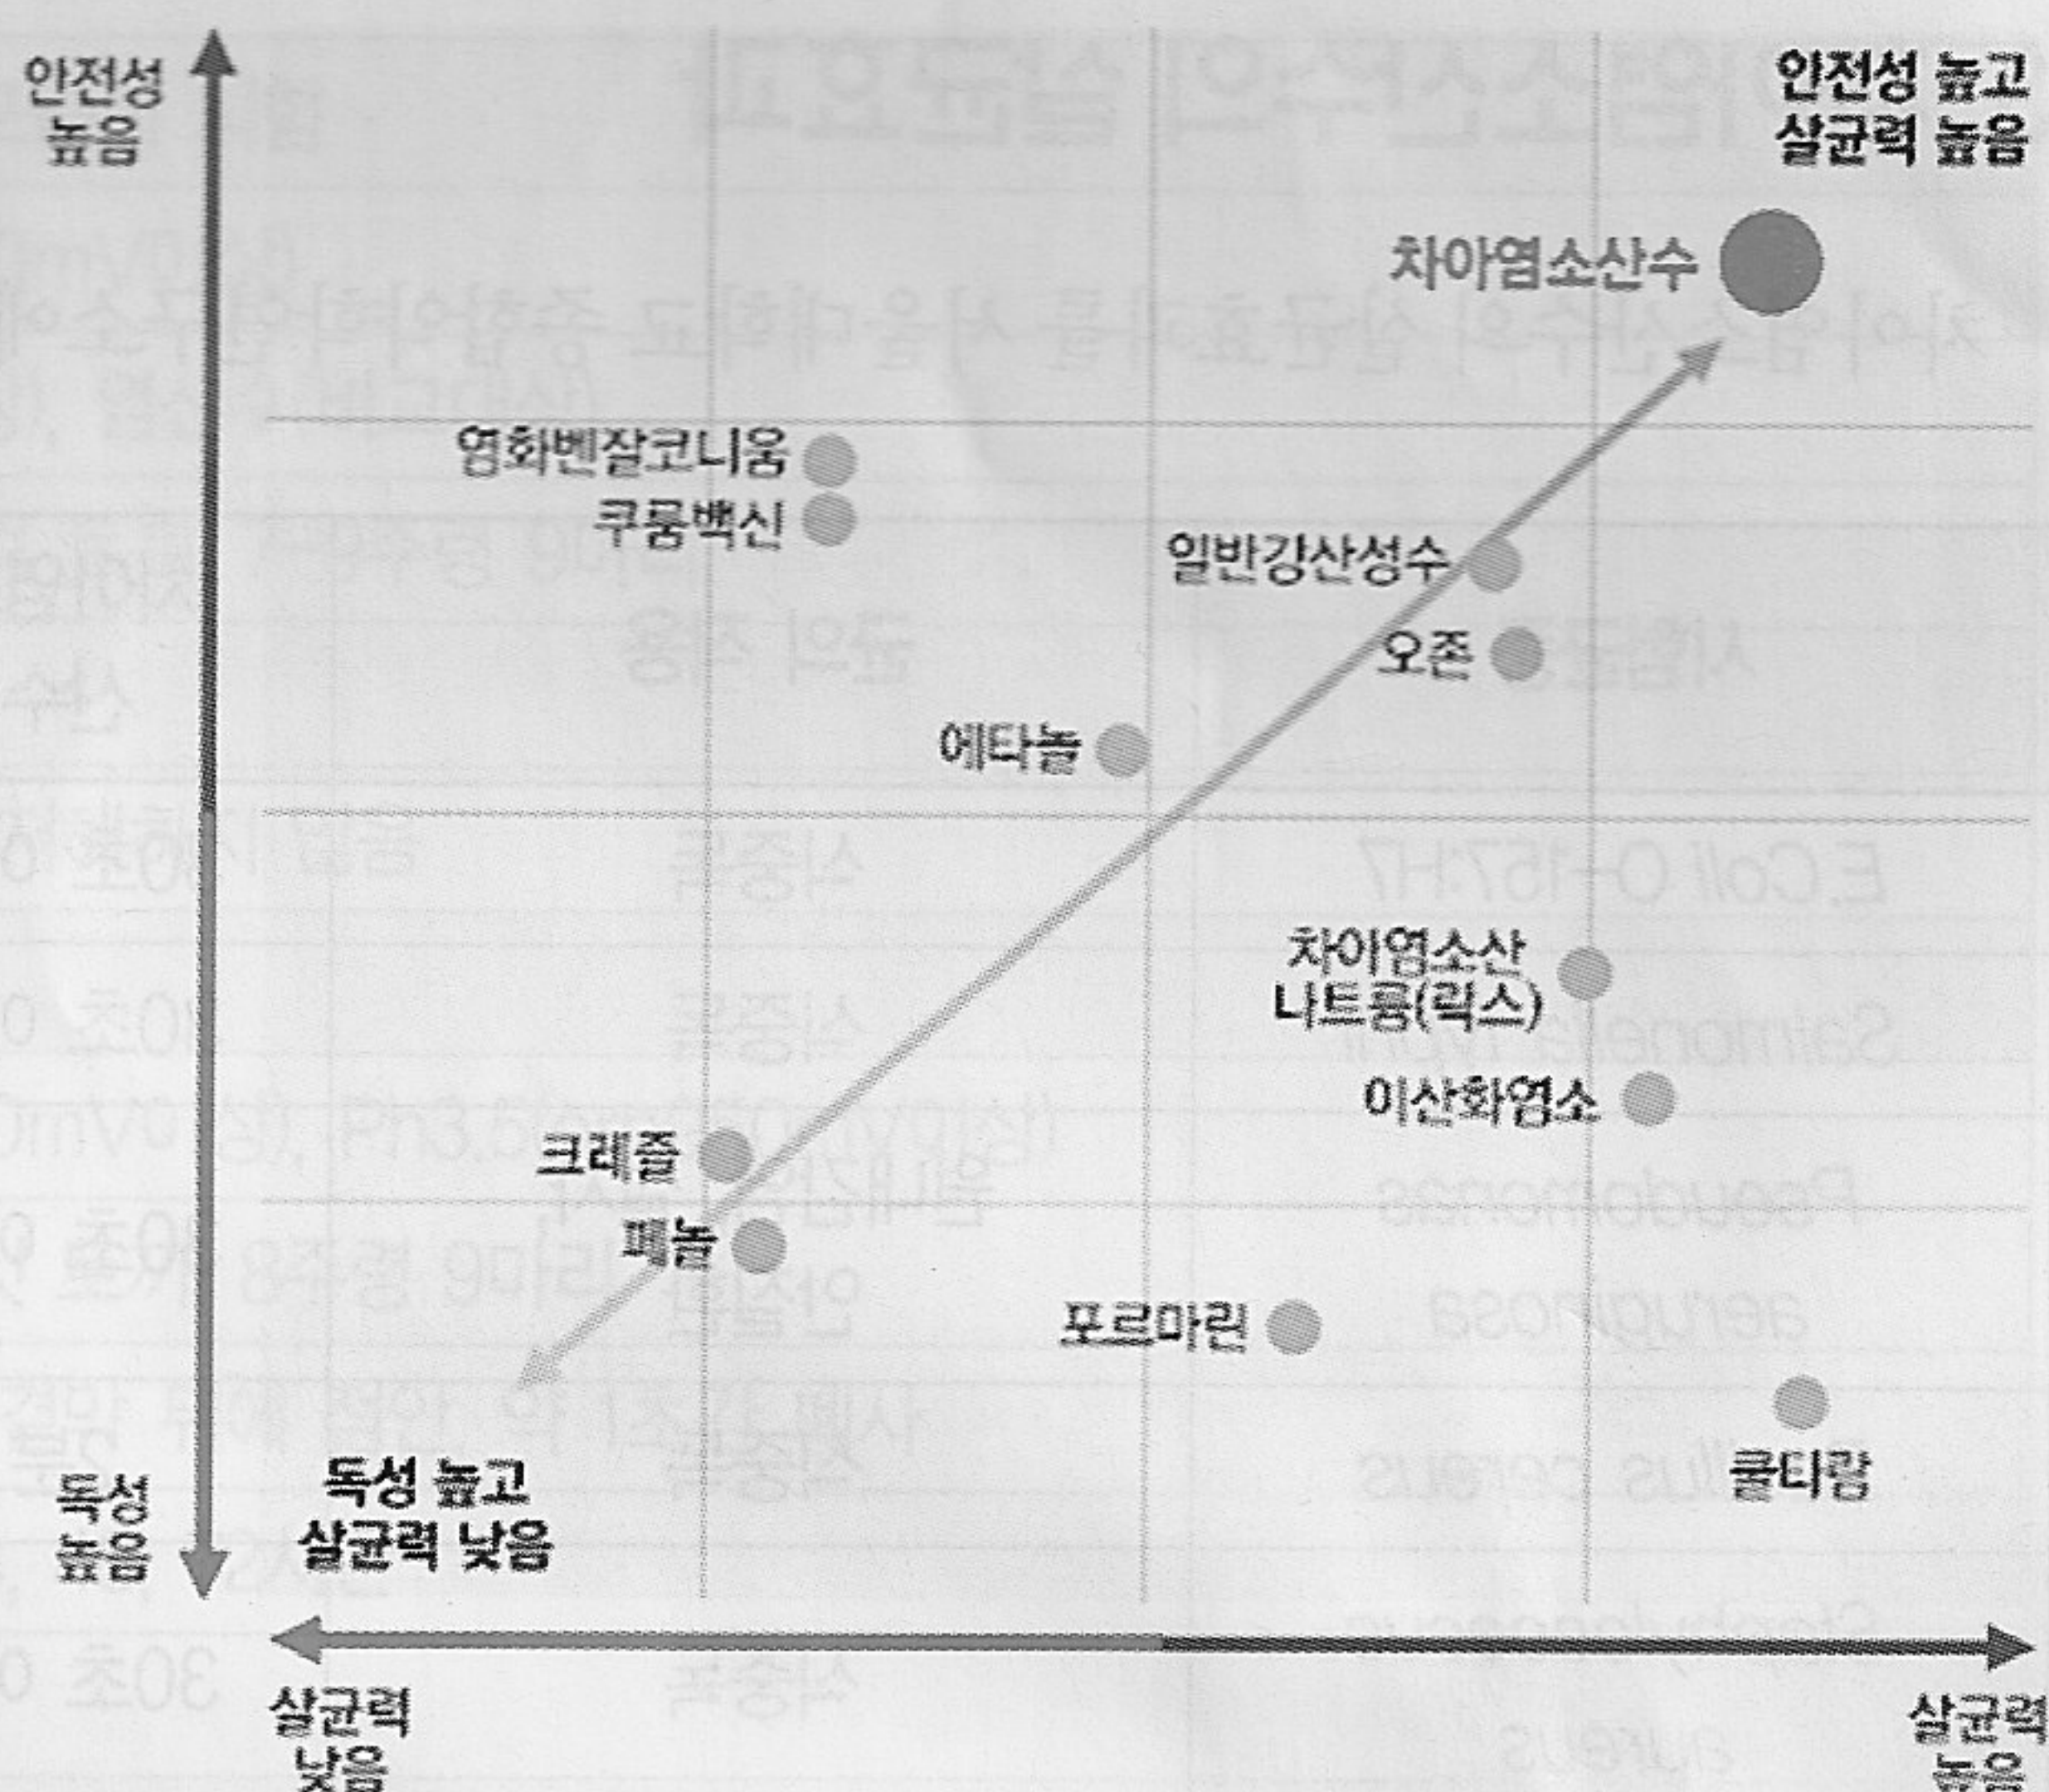 안전성
높음
안전성 높고
살균력 높음
차아염소산수
염화벤잘코니움
쿠룸백신
일반강산성수
오존
에타놀
차이염소산
나트륨(락스)
이산화염소
크래졸
페놀
포르마린
쿨티람
독성
높음
독성 높고
살균력 낮음
살균력
낮음
살균력
높음